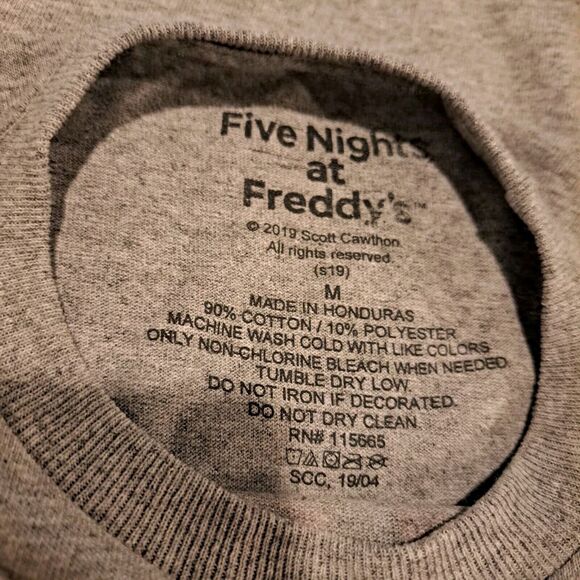 Five Nights
at
Freddy's™
© 2019 Scott Cawthon.
All rights reserved.
(s19)
M
MADE IN HONDURAS
90% COTTON / 10% POLYESTER
MACHINE WASH COLD WITH LIKE COLORS
ONLY NON-CHLORINE BLEACH WHEN NEEDED
TUMBLE DRY LOW.
DO NOT IRON IF DECORATED.
DO NOT DRY CLEAN.
RN# 115665
SCC, 19/04